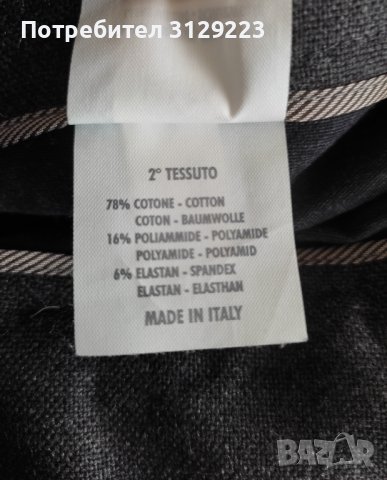 Потребител 3129223
2° TESSUTO
78% COTONE - COTTON
COTON - BAUMWOLLE
16% POLIAMMIDE - POLYAMIDE
POLYAMIDE - POLYAMID
6% ELASTAN - SPANDEX
ELASTAN - ELASTHAN
MADE IN ITALY
BAZAR